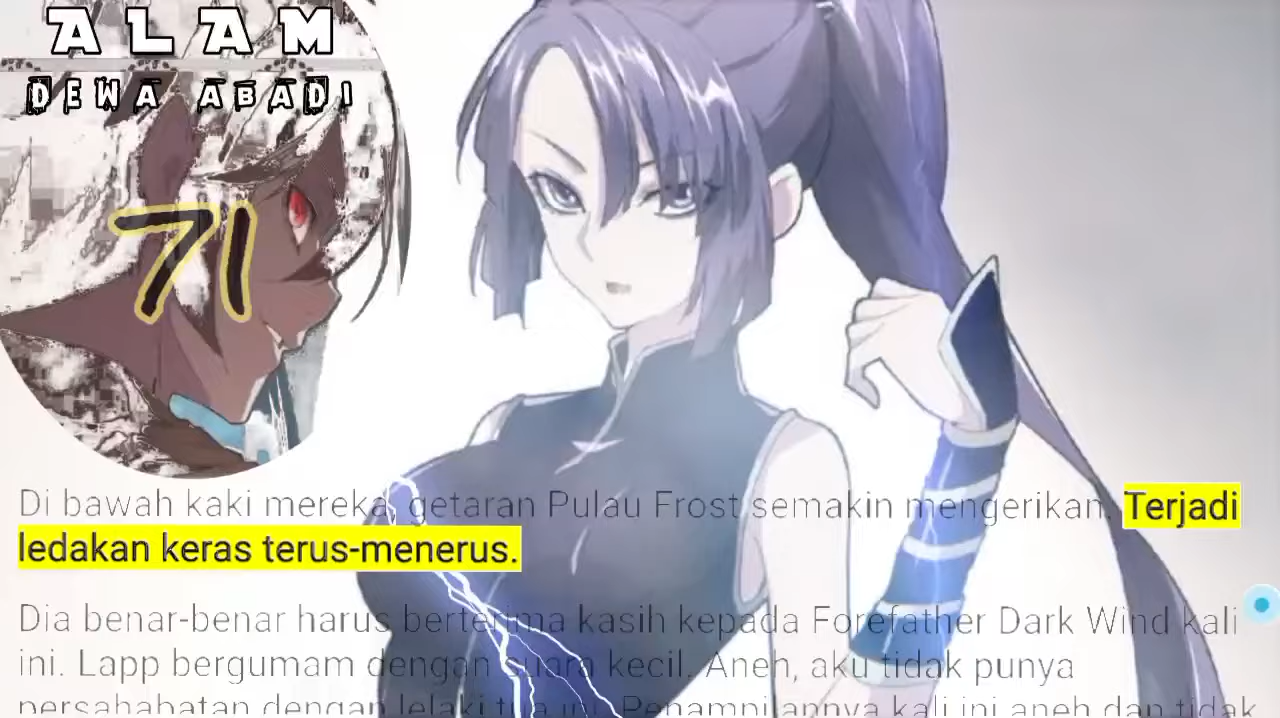 ALAM
DEWA ABADI
71
Di bawah kaki mereka, getaran Pulau Frost semakin mengerikan. Terjadi
ledakan keras terus-menerus.
Dia benar-benar harus berterima kasih kepada Forefather Dark Wind kali
ini. Lapp bergumam dengan suara kecil. Aneh, aku tidak punya
persahabatan dengan lelaki tua ini. Penampilannya kali ini aneh dan tidak